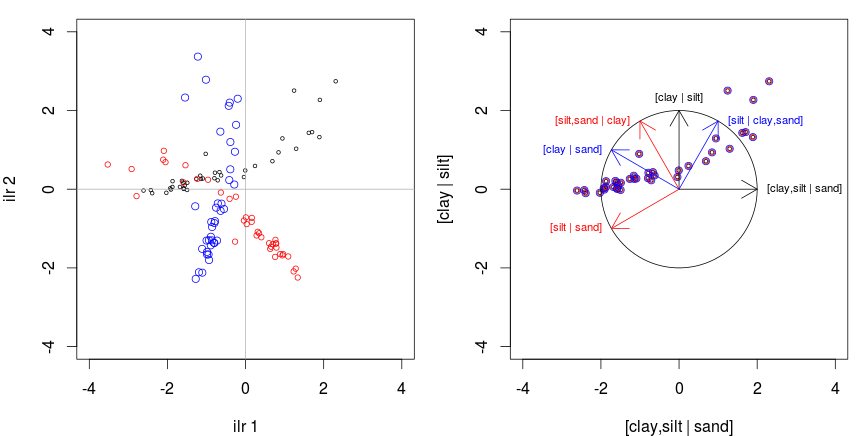 4
2
0
-2
-4
ilr 2
-4 -2 0 2 4
ilr 1
4
2
0
-2
-4
[clay | silt]
[clay | silt]
[silt,sand | clay]
[silt | clay,sand]
[clay | sand]
[clay,silt | sand]
[silt | sand]
-4 -2 0 2 4
[clay,silt | sand]